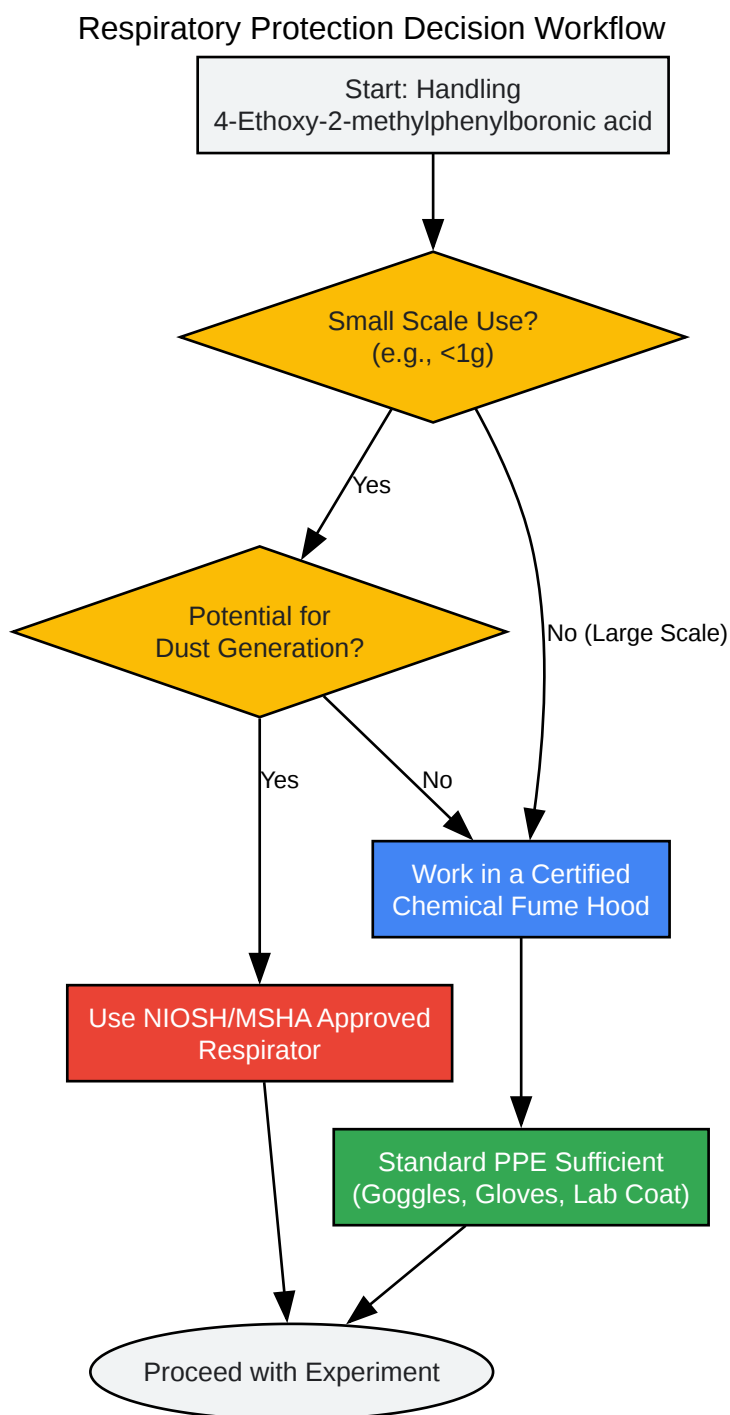 Respiratory Protection Decision Workflow
Start: Handling
4-Ethoxy-2-methylphenylboronic acid
Small Scale Use?
(e.g., <1g)
Yes
No (Large Scale)
Potential for
Dust Generation?
Yes
No
Work in a Certified
Chemical Fume Hood
Use NIOSH/MSHA Approved
Respirator
Standard PPE Sufficient
(Goggles, Gloves, Lab Coat)
Proceed with Experiment